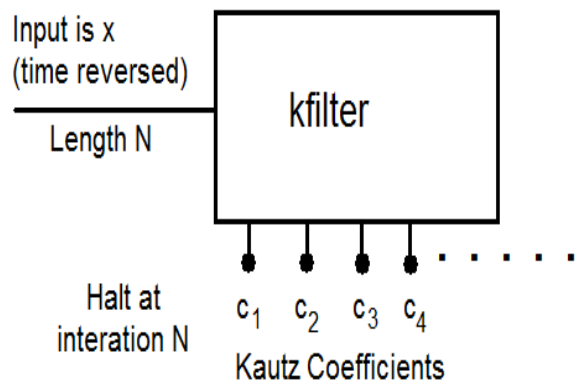 Input is x
(time reversed)
Length N
kfilter
Halt at
interation N
c1 c2 c3 c4 . . . . .
Kautz Coefficients